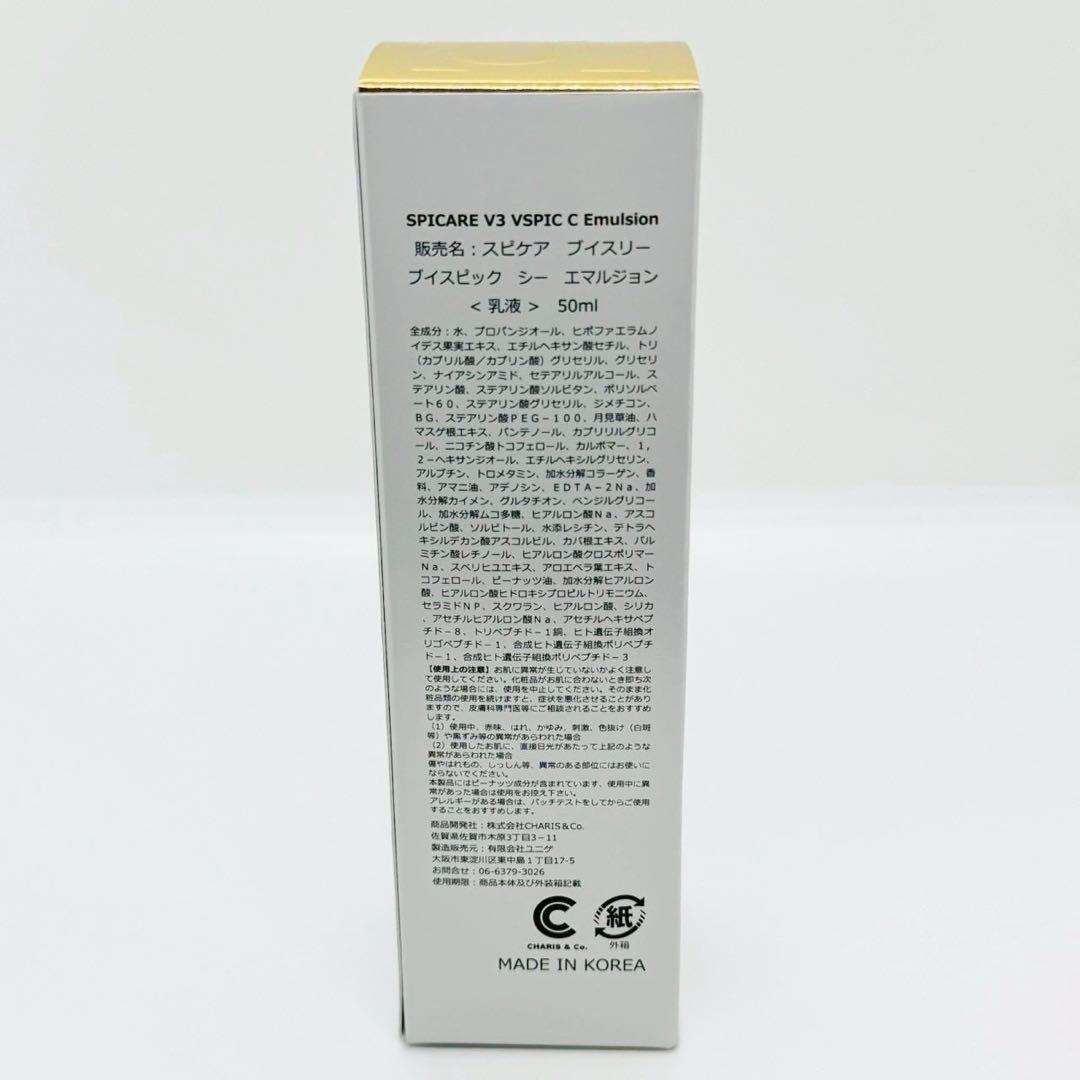 SPICARE V3 VSPIC C Emulsion
販売名：スピケア　ブイスリー
ブイスピック　シー　エマルジョン
＜乳液＞　50ml
全成分：水、プロパンジオール、ヒポファエラムノ
イデス果実エキス、エチルヘキサン酸セチル、トリ
（カプリル酸／カプリン酸）グリセリル、グリセリ
ン、ナイアシンアミド、セテアリルアルコール、ス
テアリン酸、ステアリン酸ソルビタン、ポリソルベ
ート６０、ステアリン酸グリセリル、ジメチコン、
ＢＧ、ステアリン酸ＰＥＧ－１００、月見草油、ハ
マスゲ根エキス、パンテノール、カプリリルグリコ
ール、ニコチン酸トコフェロール、カルボマー、１，
２－ヘキサンジオール、エチルヘキシルグリセリン、
アルブチン、トロメタミン、加水分解コラーゲン、香
料、アマニ油、アデノシン、ＥＤＴＡ－２Ｎａ、加
水分解カイメン、グルタチオン、ベンジルグリコー
ル、加水分解ムコ多糖、ヒアルロン酸Ｎａ、アスコ
ルビン酸、ソルビトール、水添レシチン、テトラヘ
キシルデカン酸アスコルビル、カバ根エキス、パル
ミチン酸レチノール、ヒアルロン酸クロスポリマー
Ｎａ、スベリヒユエキス、アロエベラ葉エキス、ト
コフェロール、ピーナッツ油、加水分解ヒアルロン
酸、ヒアルロン酸ヒドロキシプロピルトリモニウム、
セラミドＮＰ、スクワラン、ヒアルロン酸、シリカ
、アセチルヒアルロン酸Ｎａ、アセチルヘキサペプ
チド－８、トリペプチド－１銅、ヒト遺伝子組換オ
リゴペプチド－１、合成ヒト遺伝子組換ポリペプチ
ド－１、合成ヒト遺伝子組換ポリペプチド－３
【使用上の注意】お肌に異常が生じていないかよく注意し
て使用してください。化粧品がお肌に合わないとき即ち次
のような場合には、使用を中止してください。そのまま化
粧品類の使用を続けますと、症状を悪化させることがあり
ますので、皮膚科専門医等にご相談されることをおすすめ
します。
（1）使用中、赤味、はれ、かゆみ、刺激、色抜け（白斑
等）や黒ずみ等の異常があらわれた場合
（2）使用したお肌に、直接日光があたって上記のような
異常があらわれた場合
傷やはれもの、しっしん等、異常のある部位にはお使いに
ならないでください。
本製品にはピーナッツ成分が含まれています、使用中に異
常があった場合は使用をお控え下さい。
アレルギーがある場合は、パッチテストをしてからご使用
することをおすすめします。
商品開発社：株式会社CHARIS＆Co.
佐賀県佐賀市木原3丁目3－11
製造販売元：有限会社ユニゲ
大阪市東淀川区東中島１丁目17-5
お問合せ：06-6379-3026
使用期限：商品本体及び外装箱記載
CHARIS & Co.
紙
外箱
MADE IN KOREA